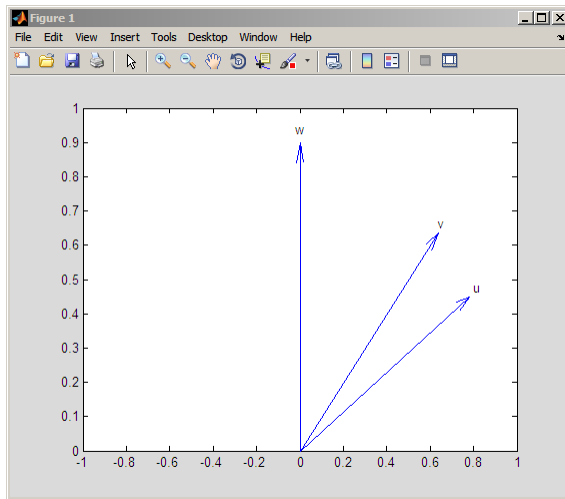 Figure 1
File Edit View Insert Tools Desktop Window Help
1
w
0.9
0.8
0.7
v
0.6
0.5
u
0.4
0.3
0.2
0.1
0
-1 -0.8 -0.6 -0.4 -0.2 0 0.2 0.4 0.6 0.8 1